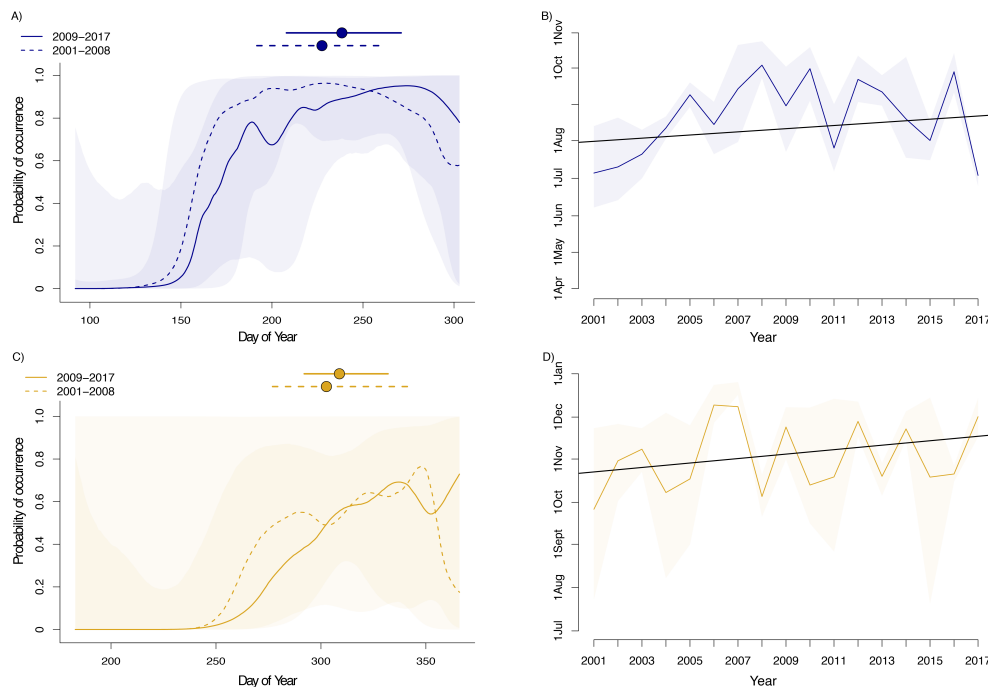 A)
2009−2017
2001−2008
Probability of occurrence
1.0
0.8
0.6
0.4
0.2
0
100 150 200 250 300
Day of Year
B)
1Nov
1Oct
1Aug
1Jul
1Jun
1May
1Apr
2001 2003 2005 2007 2009 2011 2013 2015 2017
Year
C)
2009−2017
2001−2008
Probability of occurrence
1.0
0.8
0.6
0.4
0.2
0
200 250 300 350
Day of Year
D)
1Jan
1Dec
1Nov
1Oct
1Sept
1Aug
1Jul
2001 2003 2005 2007 2009 2011 2013 2015 2017
Year